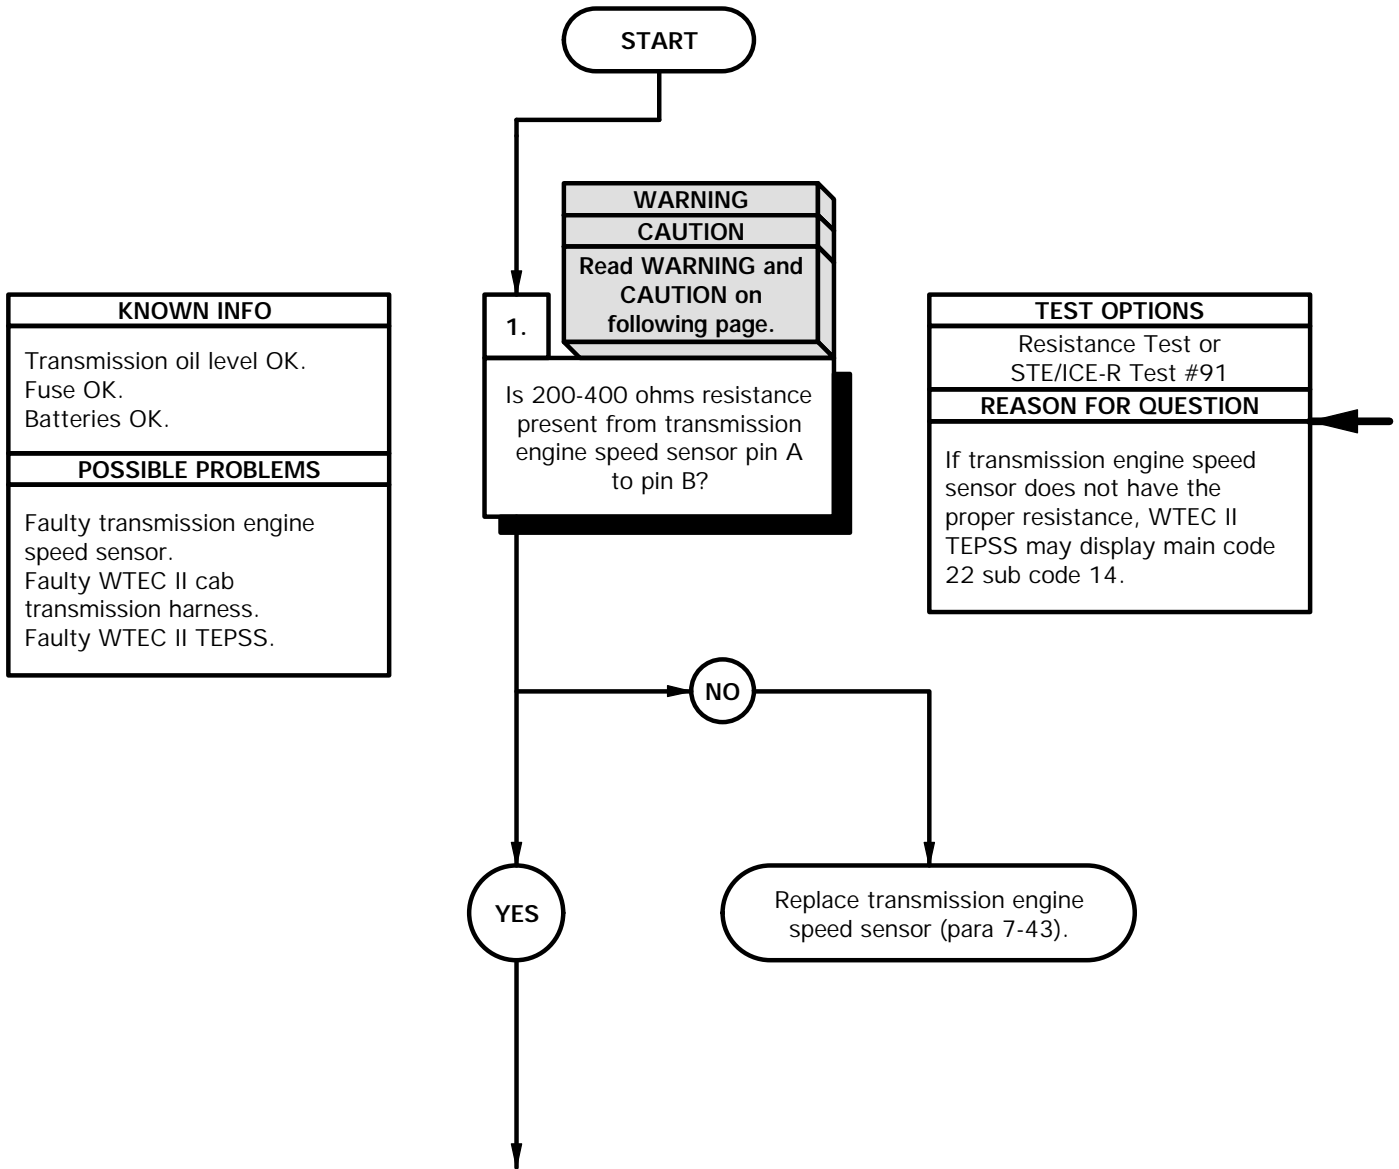 START
WARNING
CAUTION
Read WARNING and
CAUTION on
following page.
KNOWN INFO
Transmission oil level OK.
Fuse OK.
Batteries OK.
POSSIBLE PROBLEMS
Faulty transmission engine
speed sensor.
Faulty WTEC II cab
transmission harness.
Faulty WTEC II TEPSS.
1.
Is 200-400 ohms resistance
present from transmission
engine speed sensor pin A
to pin B?
TEST OPTIONS
Resistance Test or
STE/ICE-R Test #91
REASON FOR QUESTION
If transmission engine speed
sensor does not have the
proper resistance, WTEC II
TEPSS may display main code
22 sub code 14.
NO
YES
Replace transmission engine
speed sensor (para 7-43).